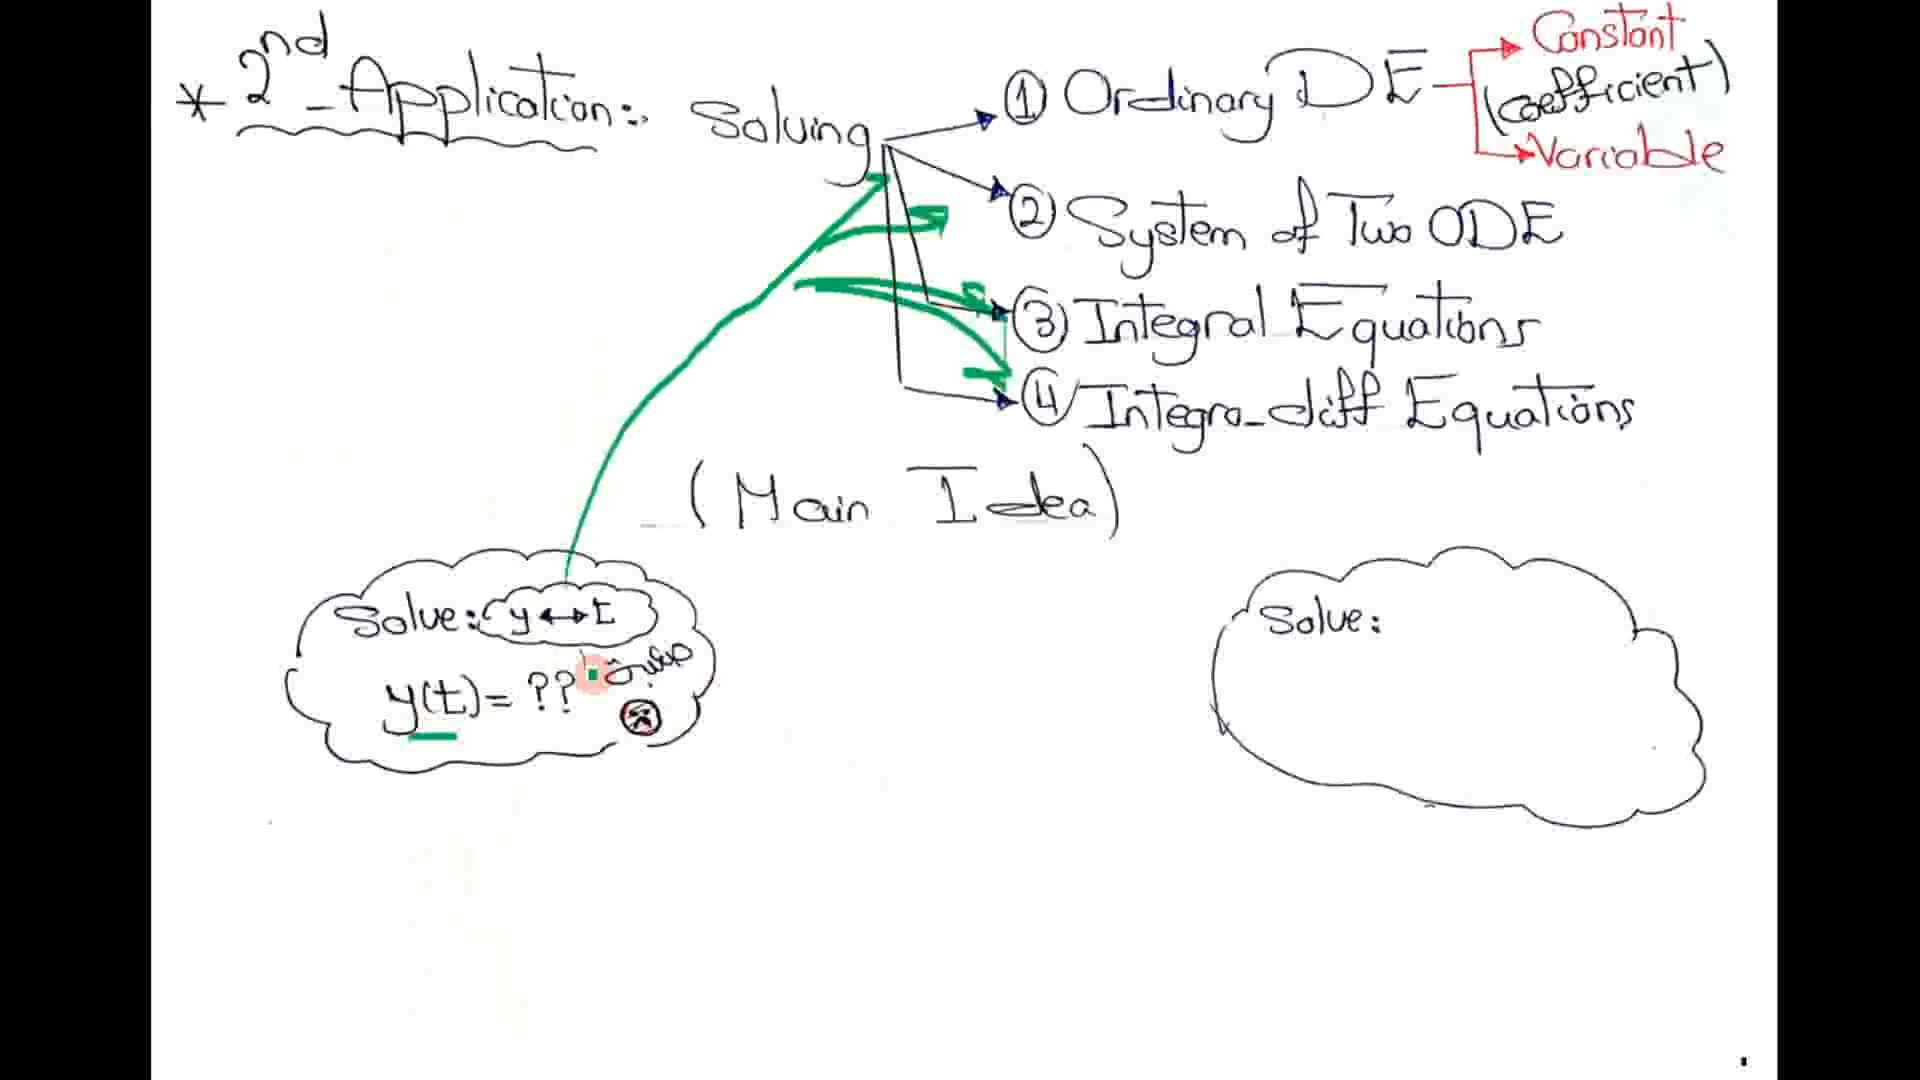 * 2nd - Application:- Solving
① Ordinary DE
Constant
(coefficient)
Variable
② System of Two ODE
③ Integral Equations
④ Integro-diff Equations
(Main Idea)
Solve: y ↔ t
y(t) = ??
Solve: